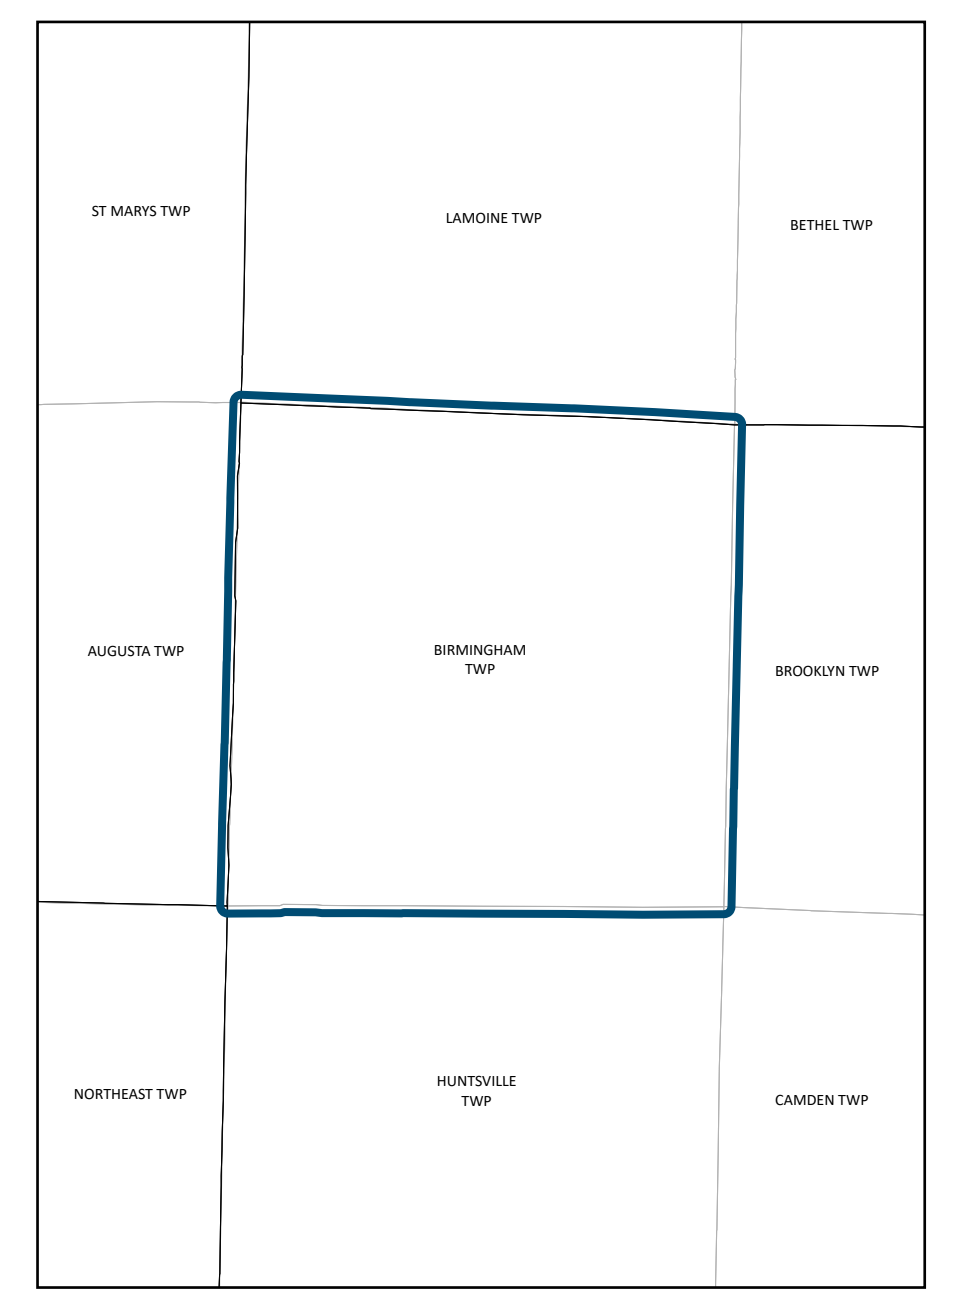 ST MARYS TWP
LAMOINE TWP
BETHEL TWP
AUGUSTA TWP
BIRMINGHAM
TWP
BROOKLYN TWP
NORTHEAST TWP
HUNTSVILLE
TWP
CAMDEN TWP